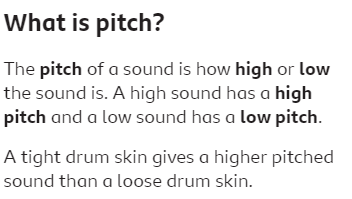 What is pitch?
The pitch of a sound is how high or low
the sound is. A high sound has a high
pitch and a low sound has a low pitch.
A tight drum skin gives a higher pitched
sound than a loose drum skin.